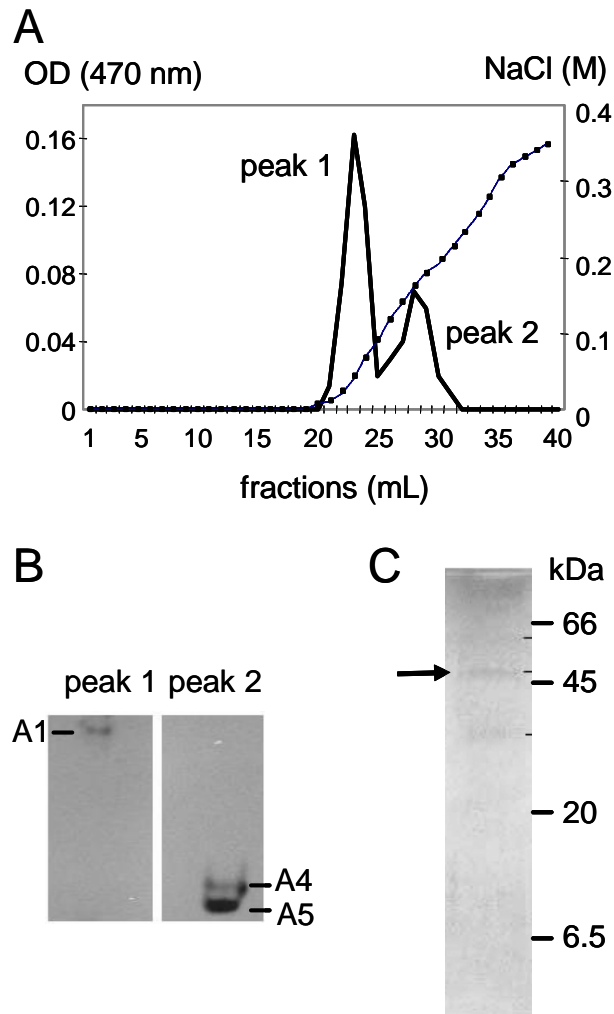 A
OD (470 nm)
NaCl (M)
0.16
0.12
0.08
0.04
0
0.4
0.3
0.2
0.1
0
peak 1
peak 2
1 5 10 15 20 25 30 35 40
fractions (mL)
B
peak 1 peak 2
A1
A4
A5
C
kDa
66
45
20
6.5